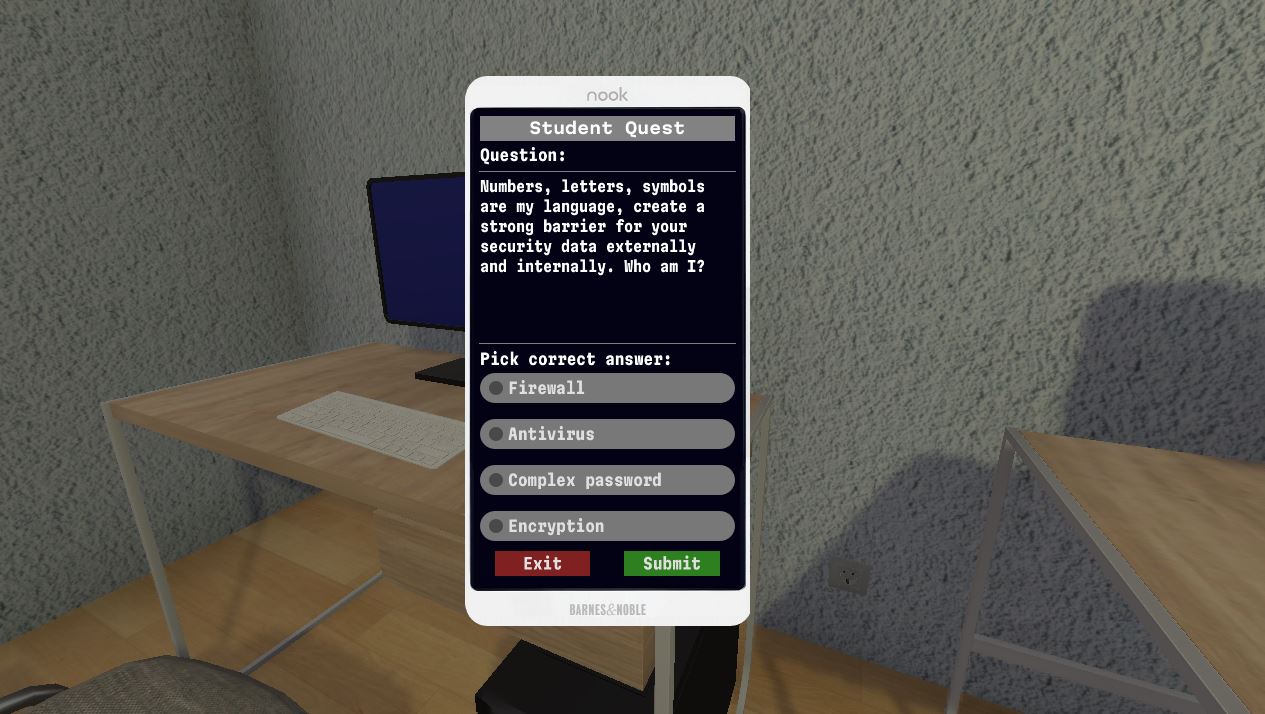 nook
Student Quest
Question:
Numbers, letters, symbols
are my language, create a
strong barrier for your
security data externally
and internally. Who am I?
Pick correct answer:
Firewall
Antivirus
Complex password
Encryption
Exit
Submit
BARNES&NOBLE